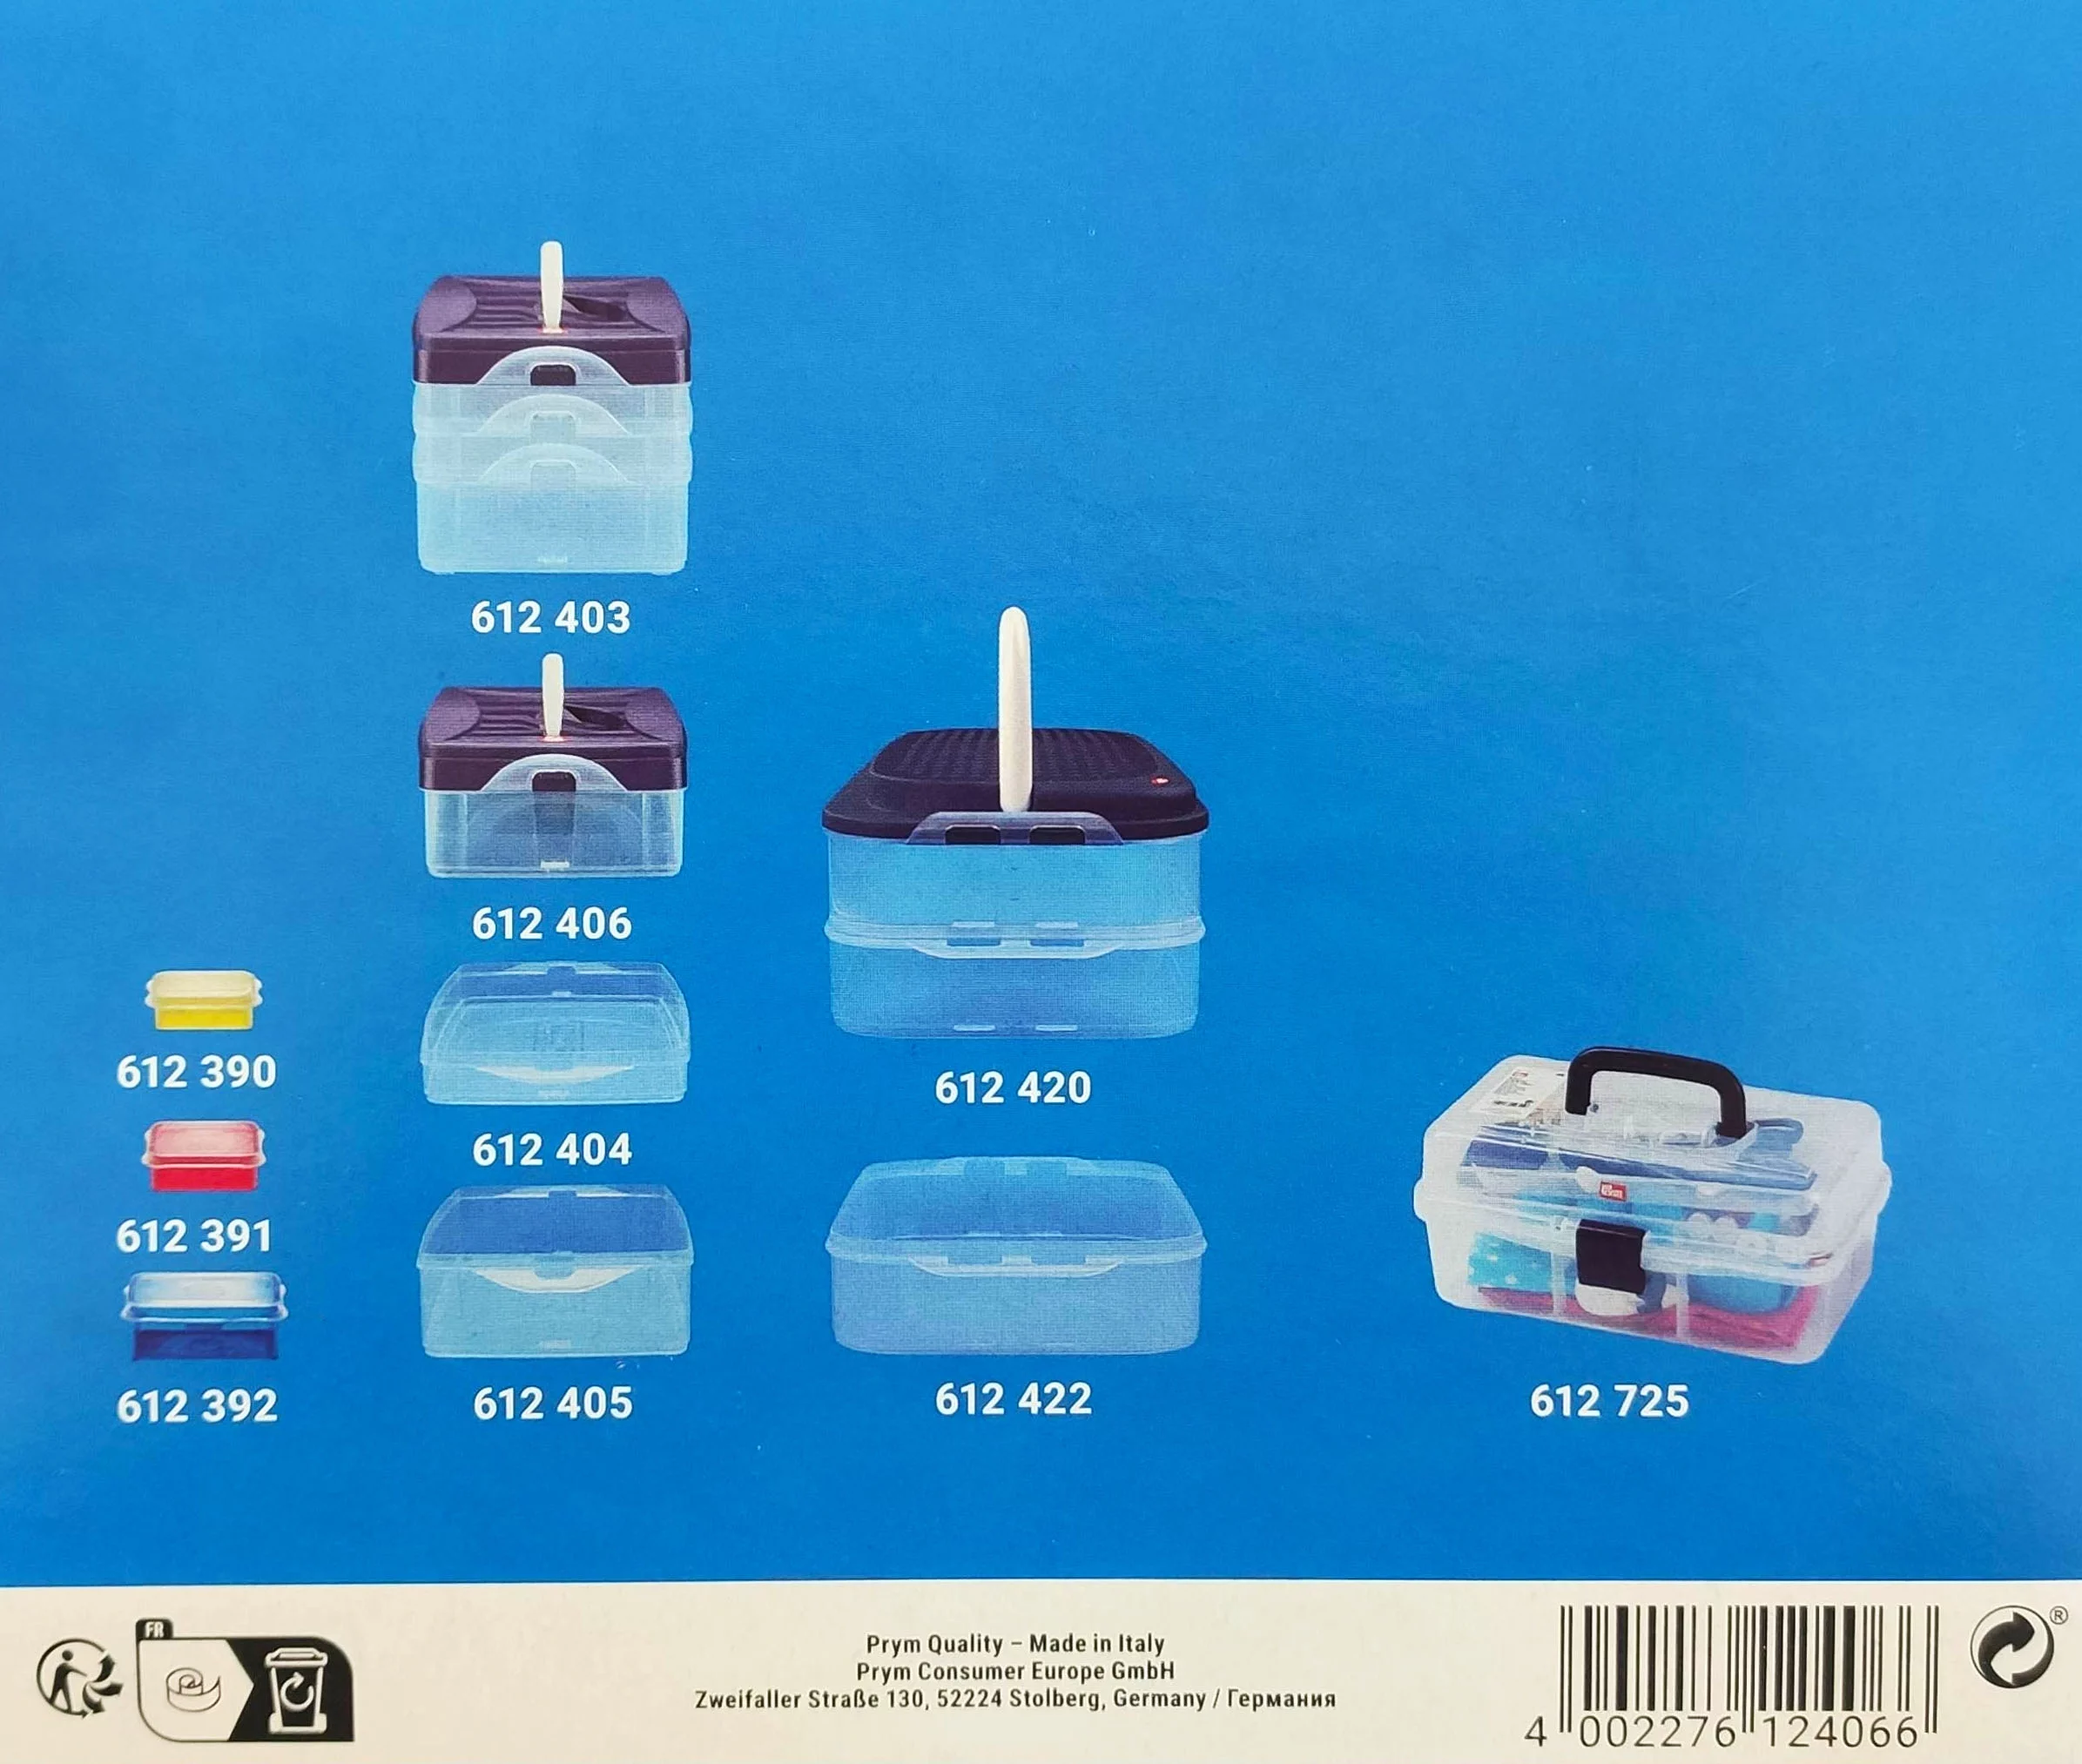 612 403
612 406
612 390
612 404
612 420
612 391
612 392
612 405
612 422
612 725
FR
Prym Quality – Made in Italy
Prym Consumer Europe GmbH
Zweifaller Straße 130, 52224 Stolberg, Germany / Германия
4 002276 124066
®